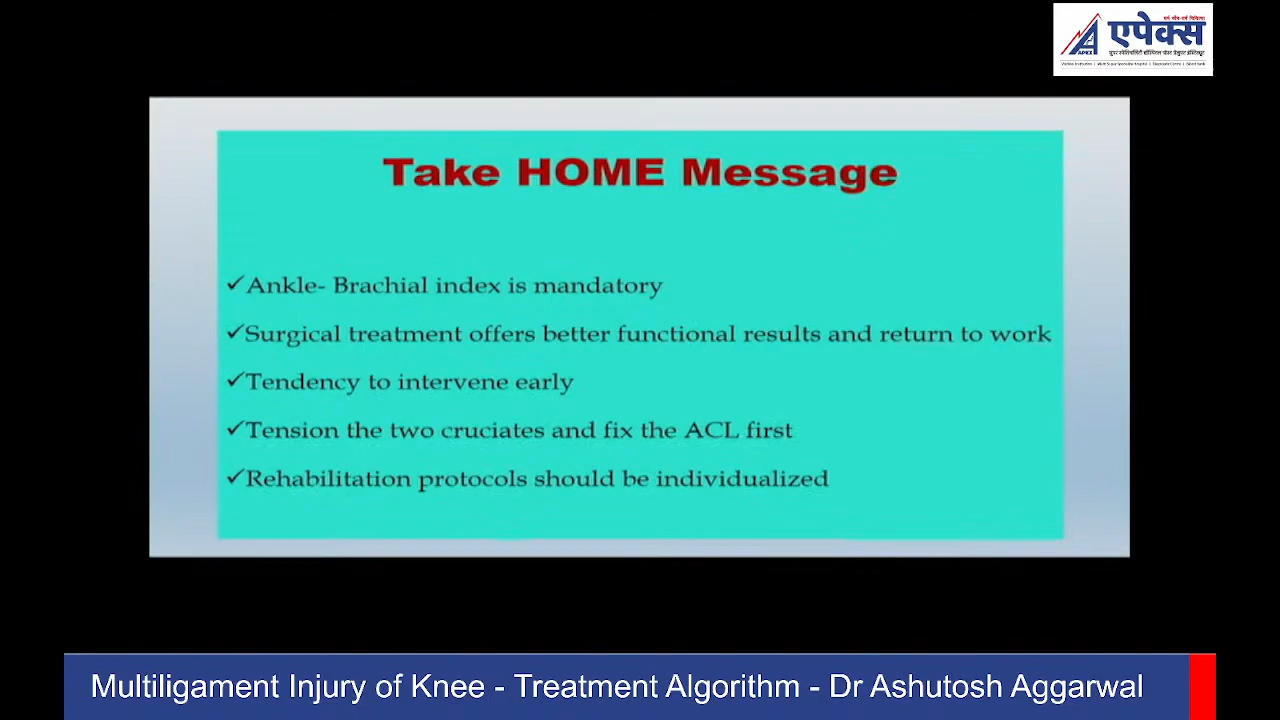 एपेक्स
APEX
Take HOME Message
✓Ankle- Brachial index is mandatory
✓Surgical treatment offers better functional results and return to work
✓Tendency to intervene early
✓Tension the two cruciates and fix the ACL first
✓Rehabilitation protocols should be individualized
Multiligament Injury of Knee - Treatment Algorithm - Dr Ashutosh Aggarwal